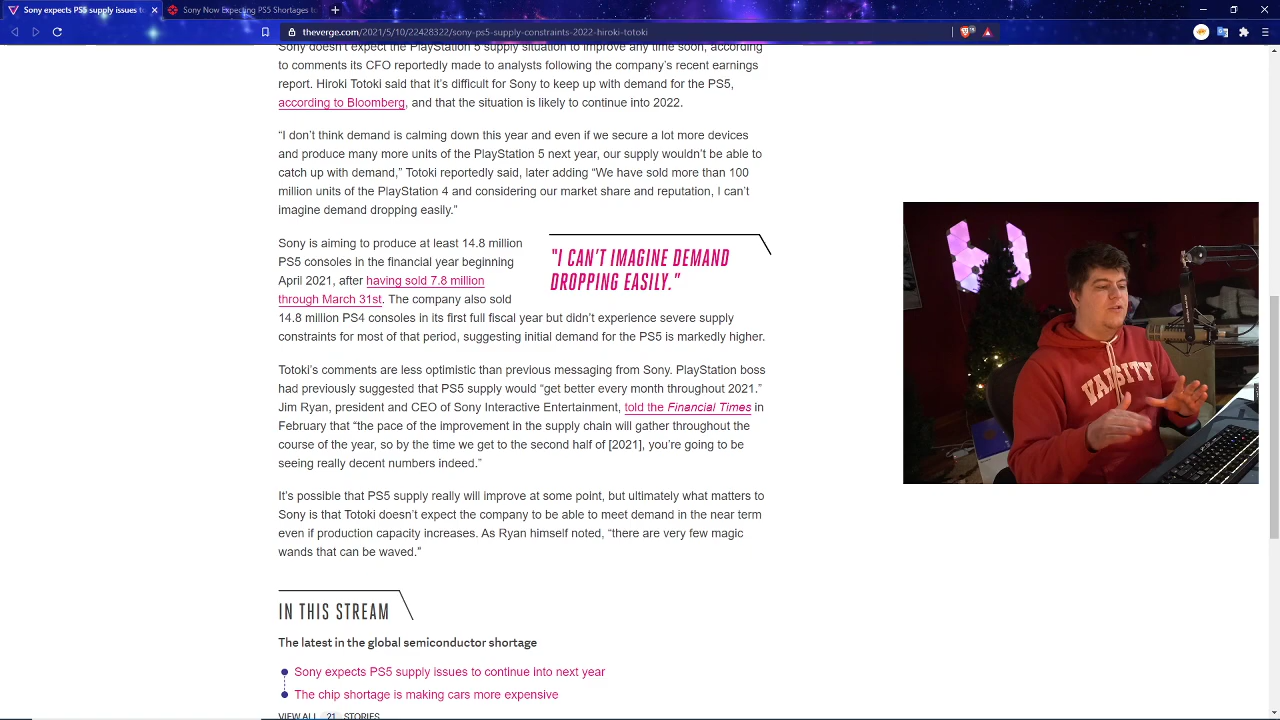 Sony expects PS5 supply issues to
Sony Now Expecting PS5 Shortages to
theverge.com/2021/5/10/22428322/sony-ps5-supply-constraints-2022-hiroki-totoki
Sony doesn't expect the PlayStation 5 supply situation to improve any time soon, according
to comments its CFO reportedly made to analysts following the company's recent earnings
report. Hiroki Totoki said that it's difficult for Sony to keep up with demand for the PS5,
according to Bloomberg, and that the situation is likely to continue into 2022.
“I don't think demand is calming down this year and even if we secure a lot more devices
and produce many more units of the PlayStation 5 next year, our supply wouldn't be able to
catch up with demand,” Totoki reportedly said, later adding “We have sold more than 100
million units of the PlayStation 4 and considering our market share and reputation, I can't
imagine demand dropping easily.”
Sony is aiming to produce at least 14.8 million
PS5 consoles in the financial year beginning
April 2021, after having sold 7.8 million
through March 31st. The company also sold
"I CAN'T IMAGINE DEMAND
DROPPING EASILY."
14.8 million PS4 consoles in its first full fiscal year but didn't experience severe supply
constraints for most of that period, suggesting initial demand for the PS5 is markedly higher.
Totoki's comments are less optimistic than previous messaging from Sony. PlayStation boss
had previously suggested that PS5 supply would “get better every month throughout 2021.”
Jim Ryan, president and CEO of Sony Interactive Entertainment, told the Financial Times in
February that “the pace of the improvement in the supply chain will gather throughout the
course of the year, so by the time we get to the second half of [2021], you're going to be
seeing really decent numbers indeed.”
It's possible that PS5 supply really will improve at some point, but ultimately what matters to
Sony is that Totoki doesn't expect the company to be able to meet demand in the near term
even if production capacity increases. As Ryan himself noted, “there are very few magic
wands that can be waved.”
IN THIS STREAM
The latest in the global semiconductor shortage
Sony expects PS5 supply issues to continue into next year
The chip shortage is making cars more expensive
VIEW ALL 21 STORIES
VARSITY